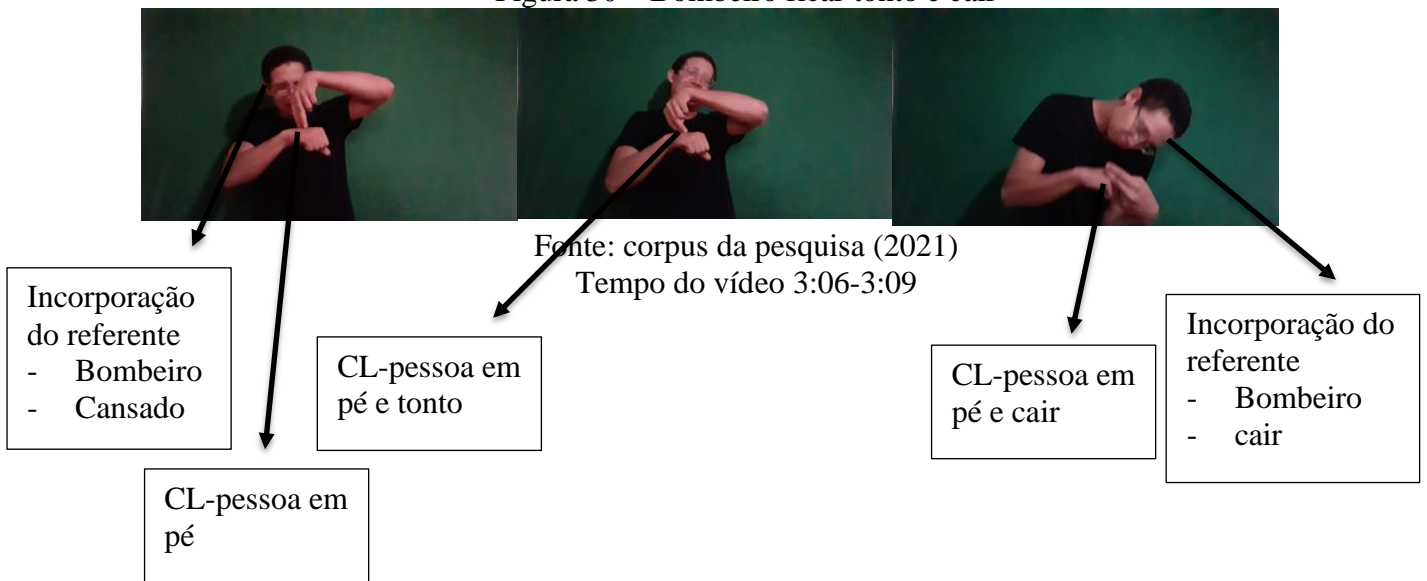 Figura – Bombeiro ficar tonto e cair
Fonte: corpus da pesquisa (2021)
Tempo do vídeo 3:06-3:09
Incorporação
do referente
- Bombeiro
- Cansado
CL-pessoa em
pé
CL-pessoa em
pé e tonto
CL-pessoa em
pé e cair
Incorporação do
referente
- Bombeiro
- cair